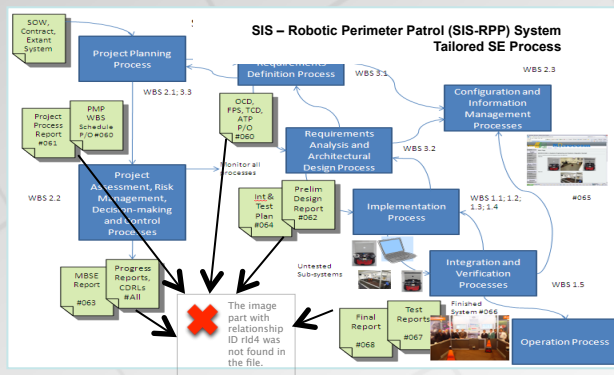 SIS – Robotic Perimeter Patrol (SIS-RPP) System
Tailored SE Process
SOW,
Contract,
Extant
System
Project Planning
Process
Requirements
Definition Process
WBS 3.1
WBS 2.3
WBS 2.1; 3.3
Configuration and
Information
Management
Processes
Project
Process
Report
#061
PMP
WBS
Schedule
P/O#060
OCD,
FPS, TCD,
ATP
P/O
#060
Requirements
Analysis and
Architectural
Design Process
WBS 3.2
Monitor all
processes
#065
WBS 2.2
Project
Assessment, Risk
Management,
Decision-making
and Control
Processes
Int &
Test
Plan
#064
Prelim
Design
Report
#062
Implementation
Process
WBS 1.1; 1.2;
1.3; 1.4
MBSE
Report
#063
Progress
Reports,
CDRLs
#All
Untested
Sub-systems
Integration and
Verification
Processes
WBS 1.5
The image
part with
relationship
ID rId4 was
not found in
the file.
Final
Report
#068
Test
Reports
#067
Finished
System #066
Operation Process